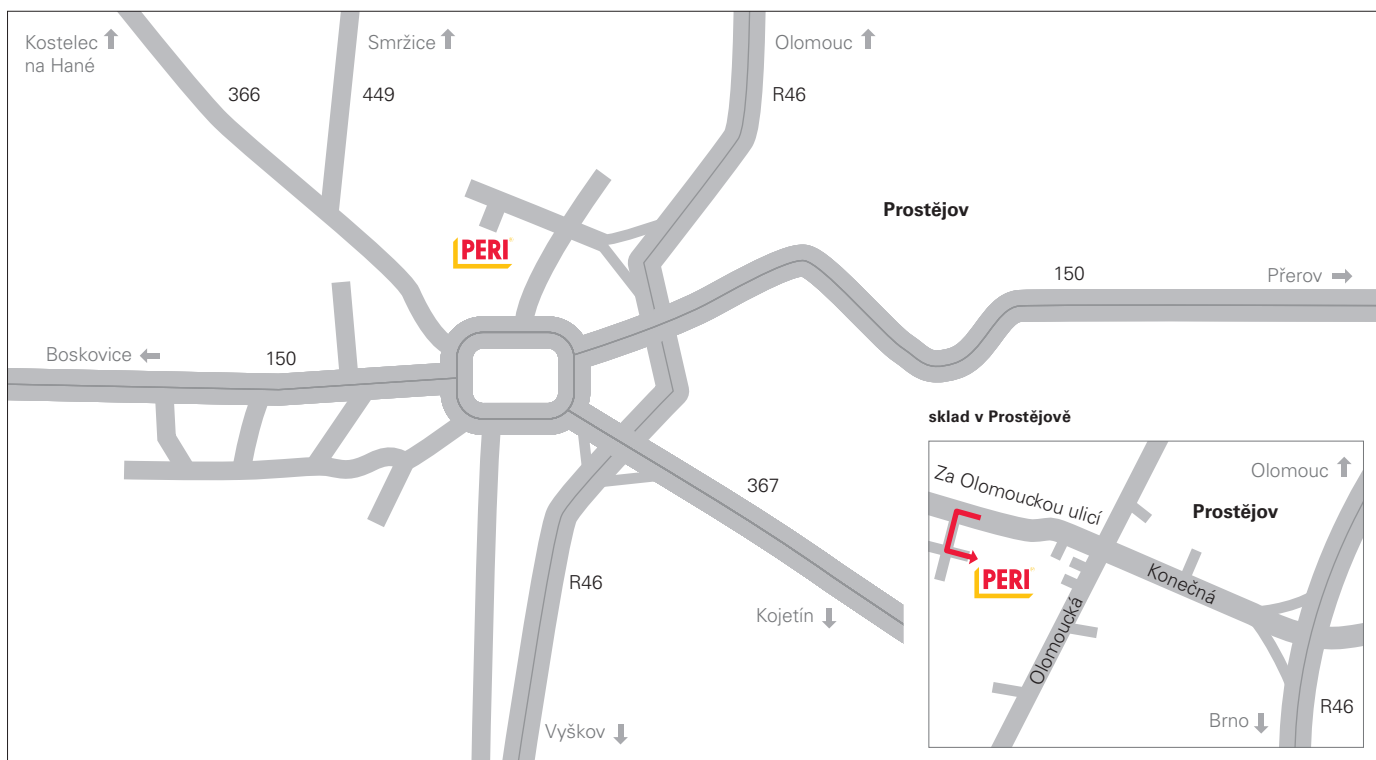 Kostelec
na Hané
Smržice
Olomouc
366
449
R46
Prostějov
PERI
150
Přerov
Boskovice
150
367
R46
Kojetín
Vyškov
sklad v Prostějově
Za Olomouckou ulicí
Olomouc
Prostějov
PERI
Konečná
Olomoucká
R46
Brno